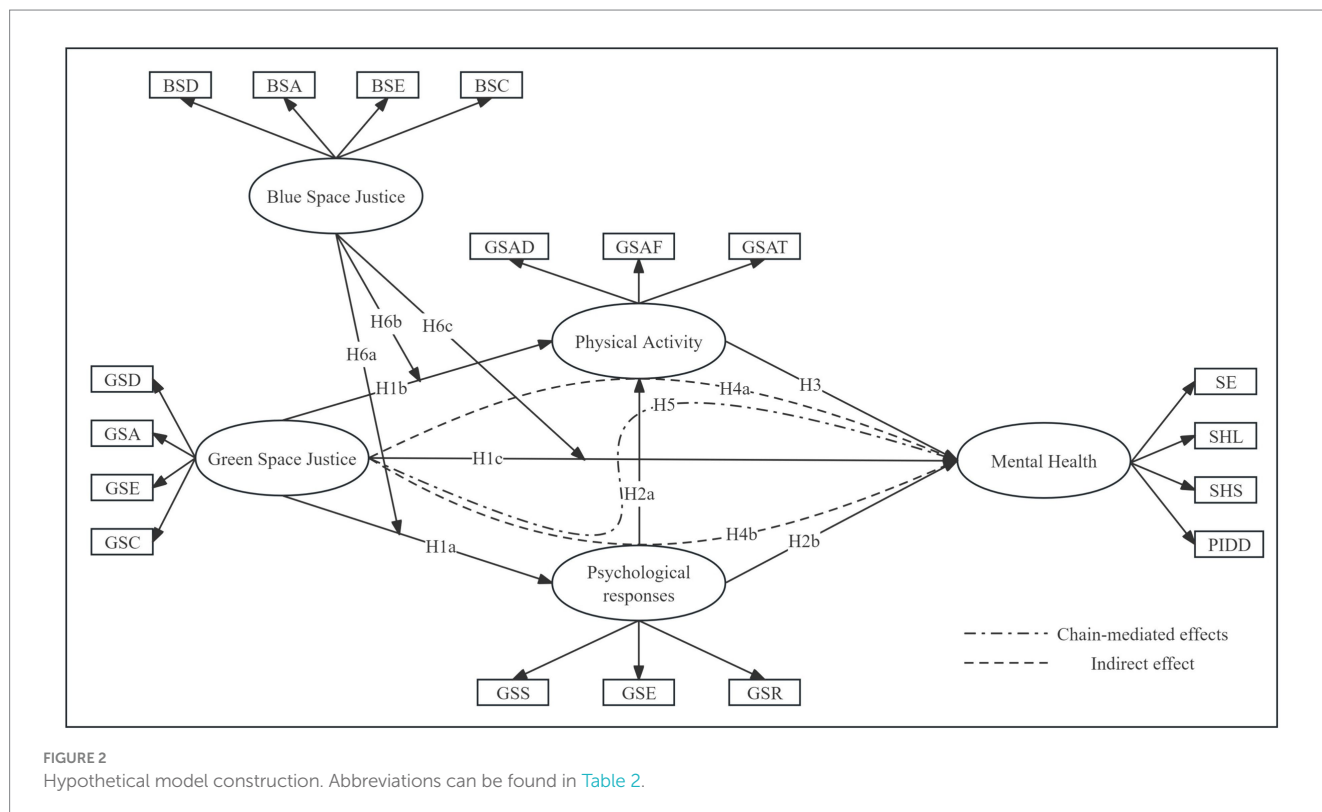 BSD
BSA
BSE
BSC
Blue Space Justice
GSAD
GSAF
GSAT
H6b
H6c
H6a
Physical Activity
H1b
H3
GSD
GSA
GSE
GSC
H4a
H5
SE
SHL
SHS
PIDD
Green Space Justice
H1c
Mental Health
H2a
H4b
H2b
H1a
Psychological
responses
Chain-mediated effects
Indirect effect
GSS
GSE
GSR
FIGURE 2
Hypothetical model construction. Abbreviations can be found in Table 2.